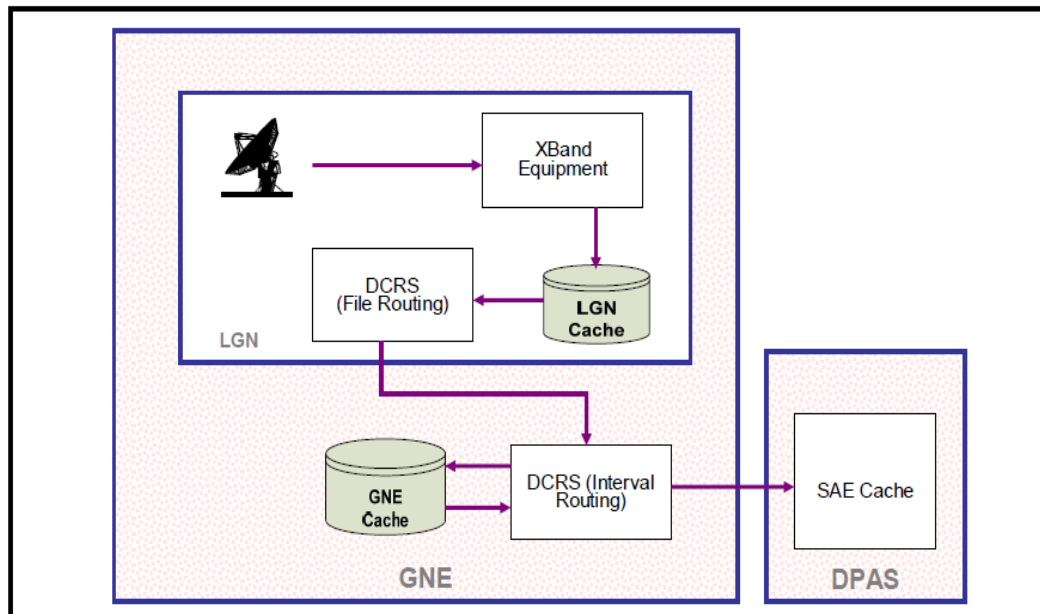 XBand
Equipment
DCRS
(File Routing)
LGN
Cache
LGN
GNE
Cache
DCRS (Interval
Routing)
SAE Cache
GNE
DPAS